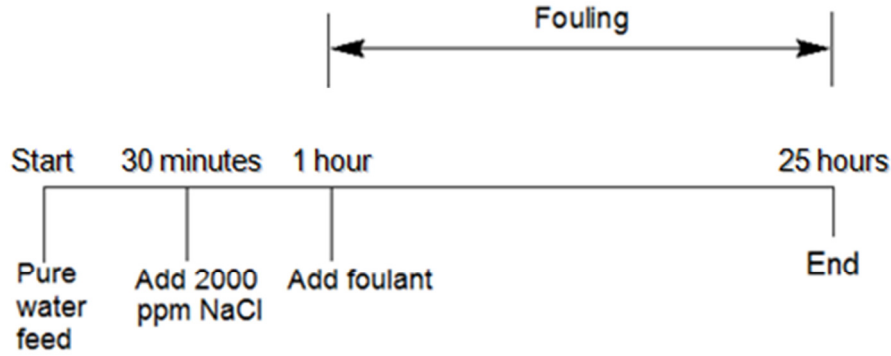 Fouling
Start
30 minutes
1 hour
25 hours
Pure
water
feed
Add 2000
ppm NaCl
Add foulant
End